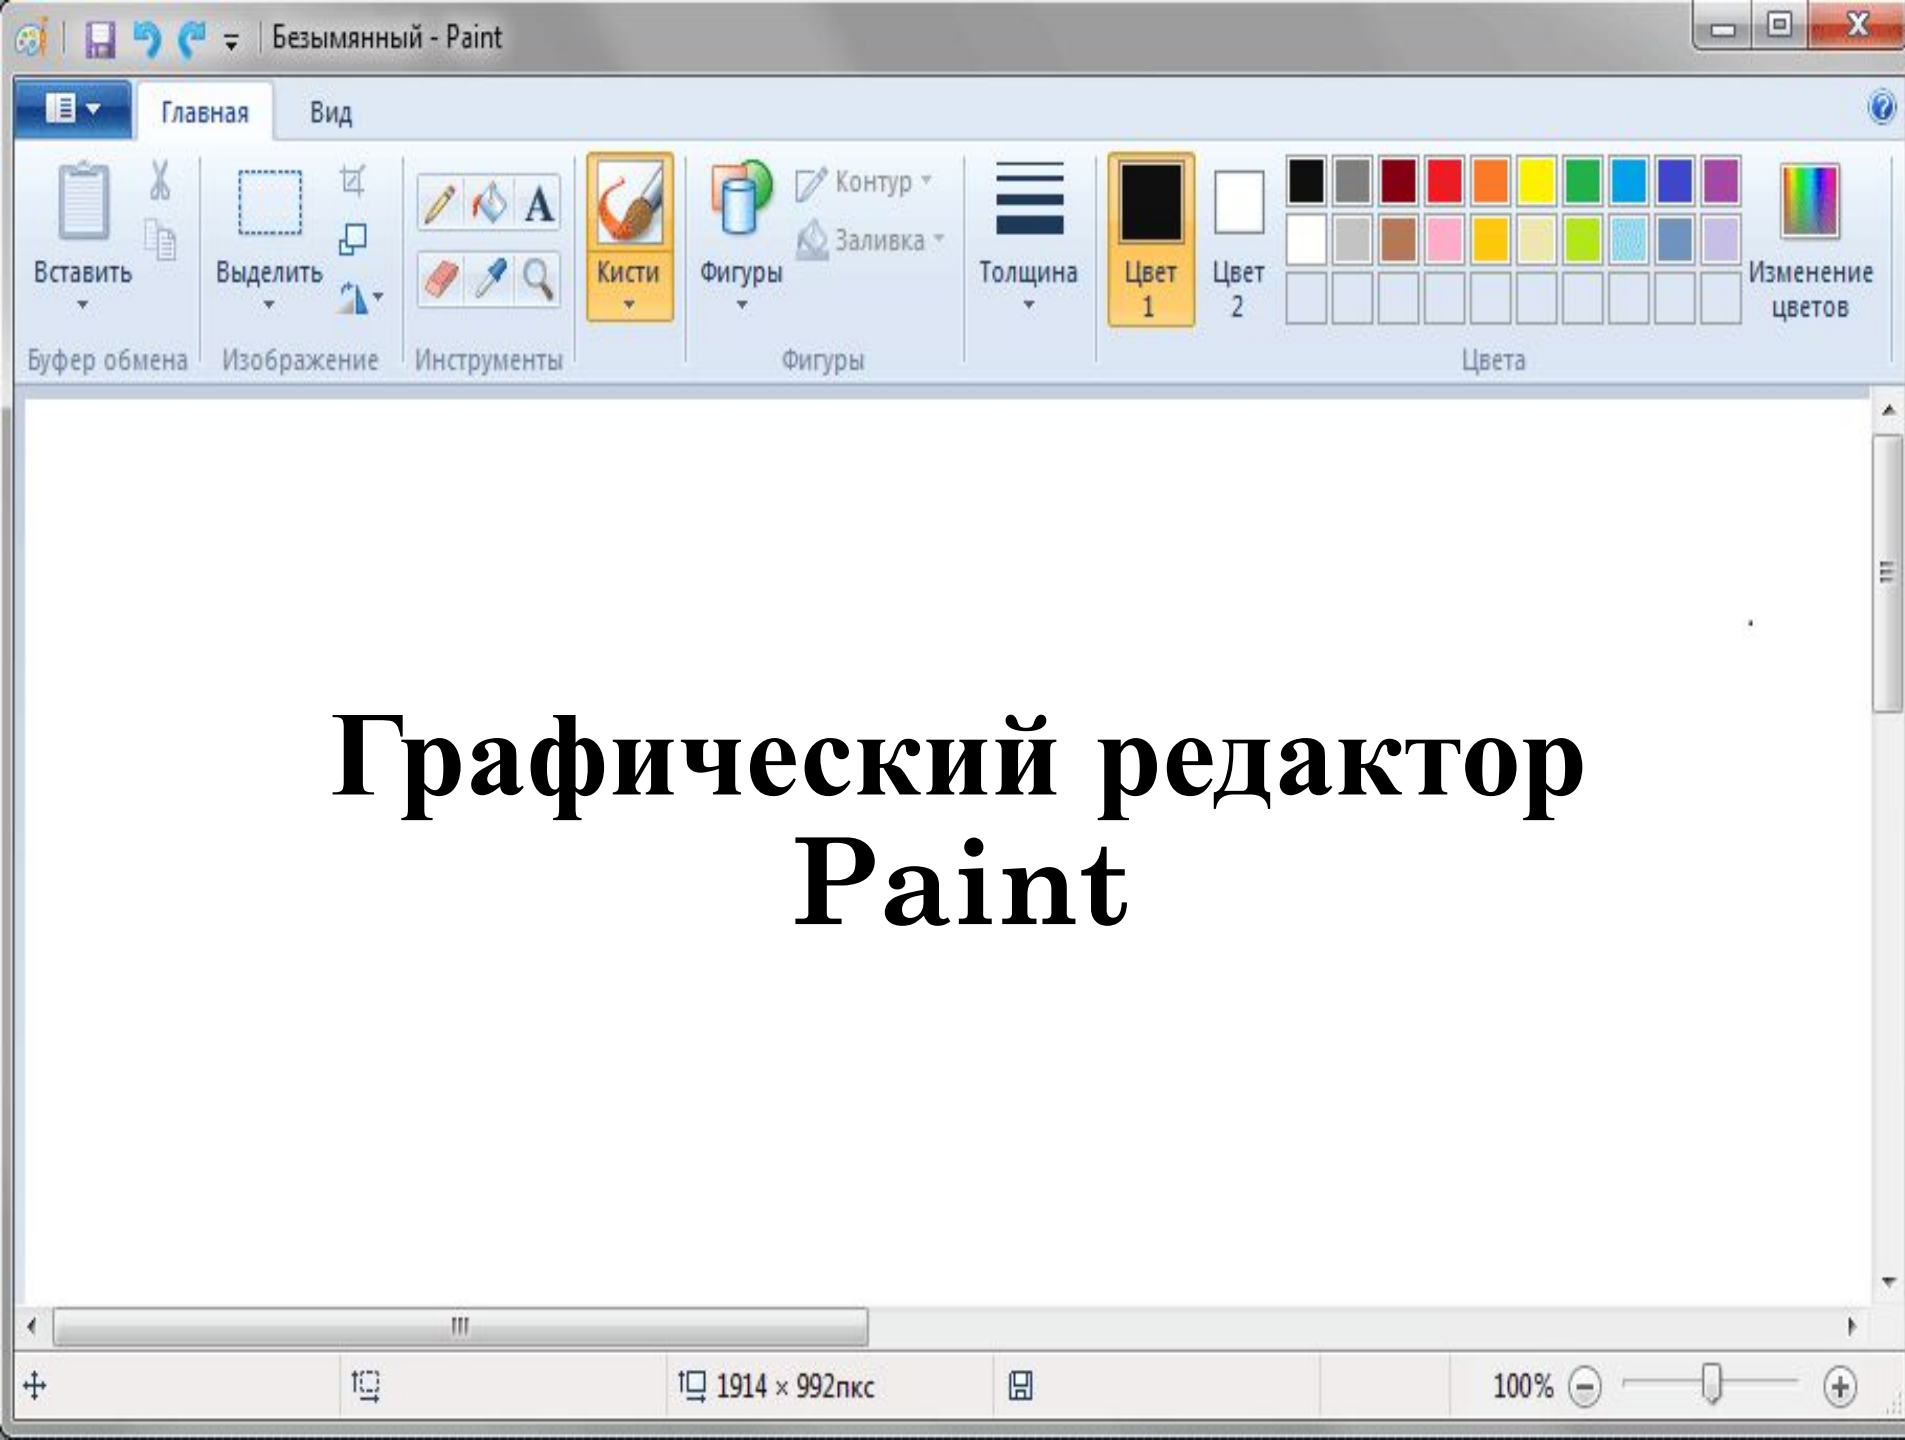 Безымянный - Paint
Главная Вид
Вставить
Выделить
A
Кисти
Фигуры
Контур
Заливка
Толщина
Цвет
1
Цвет
2
Изменение
цветов
Буфер обмена Изображение Инструменты Фигуры Цвета
Графический редактор
Paint
1914 × 992пкс 100%